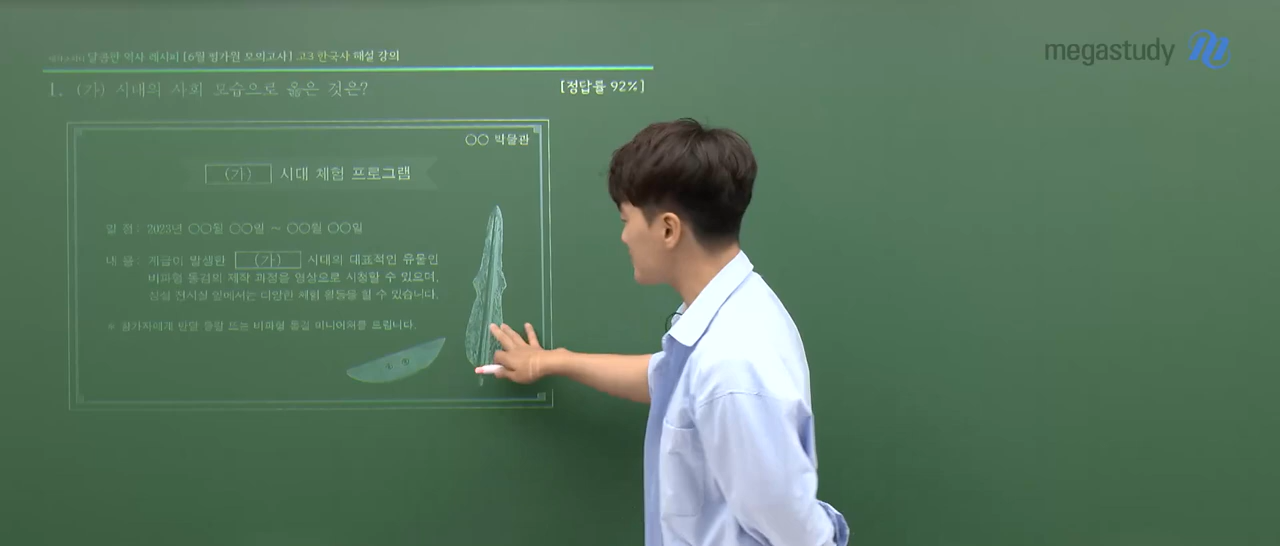 달콤한 역사 레시피 [6월 평가원 모의고사] 고3 한국사 해설 강의
megastudy
1. (가) 시대의 사회 모습으로 옳은 것은?
[정답률 92%]
○○ 박물관
(가) 시대 체험 프로그램
일 정 : 2023년 ○○월 ○○일 ~ ○○월 ○○일
내 용 : 계급이 발생한 (가) 시대의 대표적인 유물인
비파형 동검의 제작 과정을 영상으로 시청할 수 있으며,
상설 전시실 앞에서는 다양한 체험 활동을 할 수 있습니다.
※ 참가자에게 반달 돌칼 또는 비파형 동검 미니어처를 드립니다.